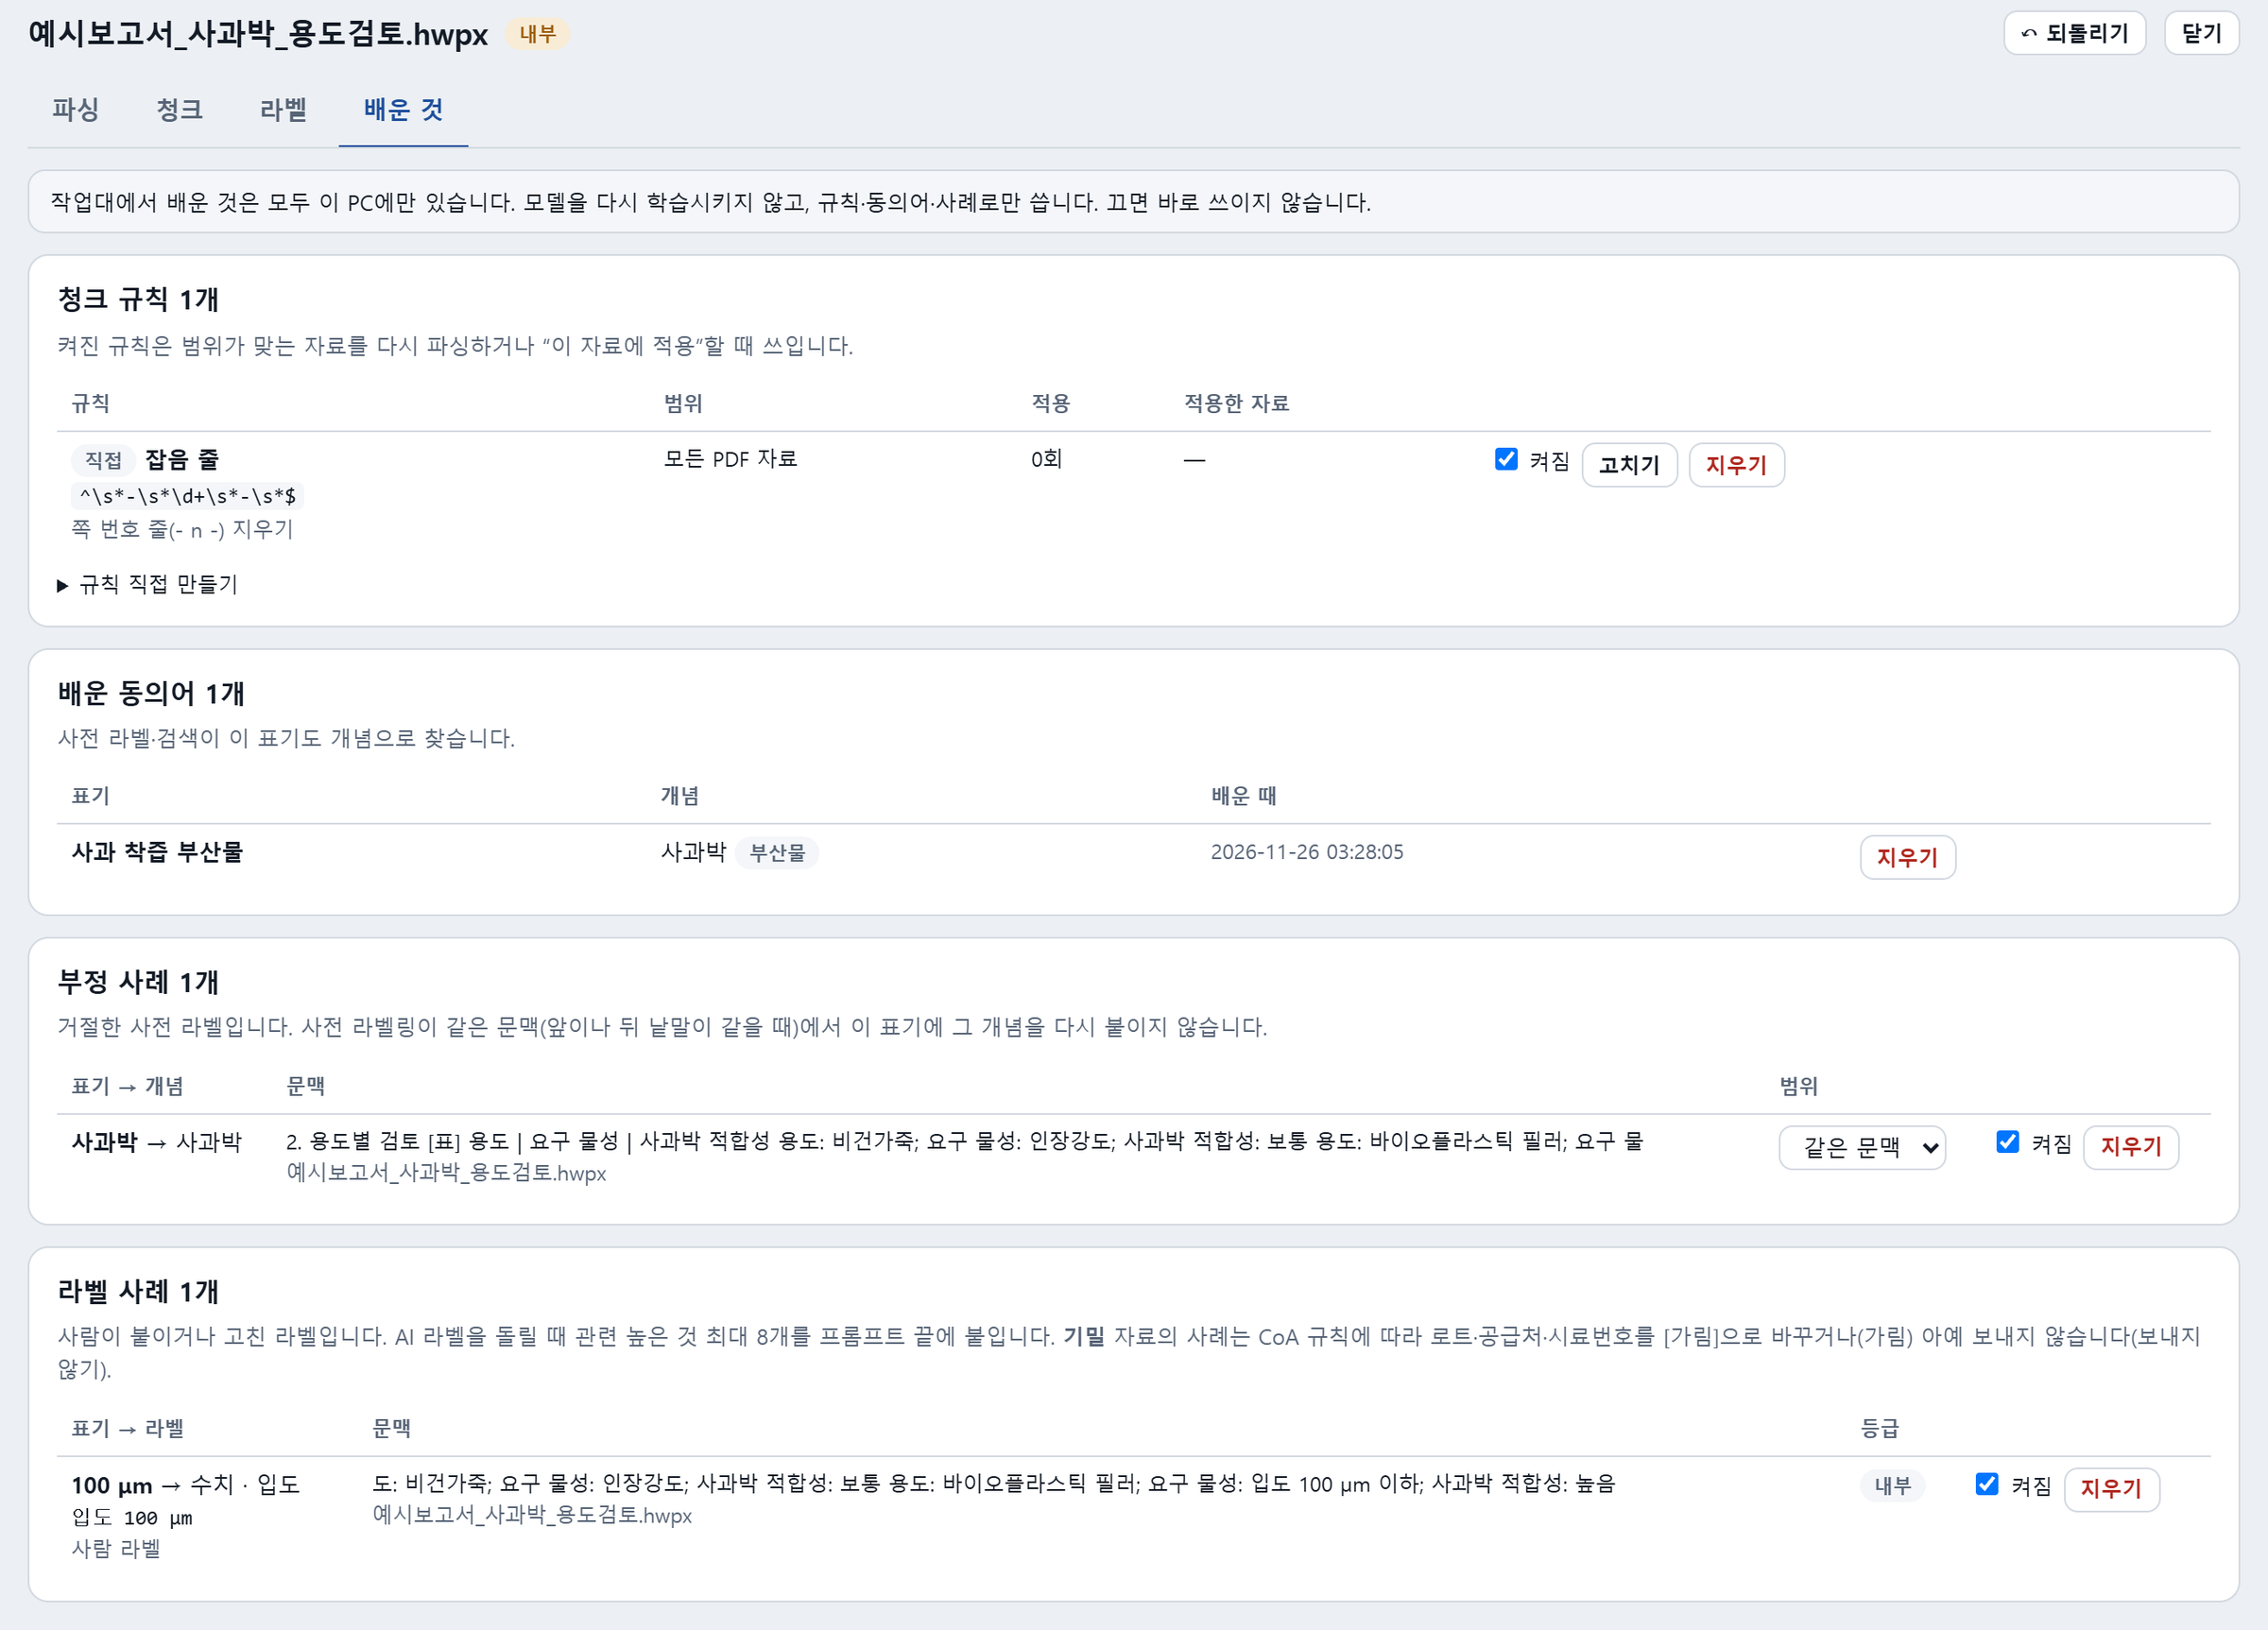 예시보고서_사과박_용도검토.hwpx 내부
↶ 되돌리기 닫기
파싱 청크 라벨 배운 것
작업대에서 배운 것은 모두 이 PC에만 있습니다. 모델을 다시 학습시키지 않고, 규칙·동의어·사례로만 씁니다. 끄면 바로 쓰이지 않습니다.
청크 규칙 1개
켜진 규칙은 범위가 맞는 자료를 다시 파싱하거나 “이 자료에 적용”할 때 쓰입니다.
규칙 범위 적용 적용한 자료
직접 잡음 줄 모든 PDF 자료 0회 — 켜짐 고치기 지우기
^\s*-\s*\d+\s*-\s*$
쪽 번호 줄(- n -) 지우기
▶ 규칙 직접 만들기
배운 동의어 1개
사전 라벨·검색이 이 표기도 개념으로 찾습니다.
표기 개념 배운 때
사과 착즙 부산물 사과박 부산물 2026-11-26 03:28:05 지우기
부정 사례 1개
거절한 사전 라벨입니다. 사전 라벨링이 같은 문맥(앞이나 뒤 낱말이 같을 때)에서 이 표기에 그 개념을 다시 붙이지 않습니다.
표기 → 개념 문맥 범위
사과박 → 사과박 2. 용도별 검토 [표] 용도 | 요구 물성 | 사과박 적합성 용도: 비건가죽; 요구 물성: 인장강도; 사과박 적합성: 보통 용도: 바이오플라스틱 필러; 요구 물 같은 문맥 켜짐 지우기
예시보고서_사과박_용도검토.hwpx
라벨 사례 1개
사람이 붙이거나 고친 라벨입니다. AI 라벨을 돌릴 때 관련 높은 것 최대 8개를 프롬프트 끝에 붙입니다. 기밀 자료의 사례는 CoA 규칙에 따라 로트·공급처·시료번호를 [가림]으로 바꾸거나(가림) 아예 보내지 않습니다(보내지
않기).
표기 → 라벨 문맥 등급
100 µm → 수치 · 입도 도: 비건가죽; 요구 물성: 인장강도; 사과박 적합성: 보통 용도: 바이오플라스틱 필러; 요구 물성: 입도 100 µm 이하; 사과박 적합성: 높음 내부 켜짐 지우기
입도 100 µm 예시보고서_사과박_용도검토.hwpx
사람 라벨